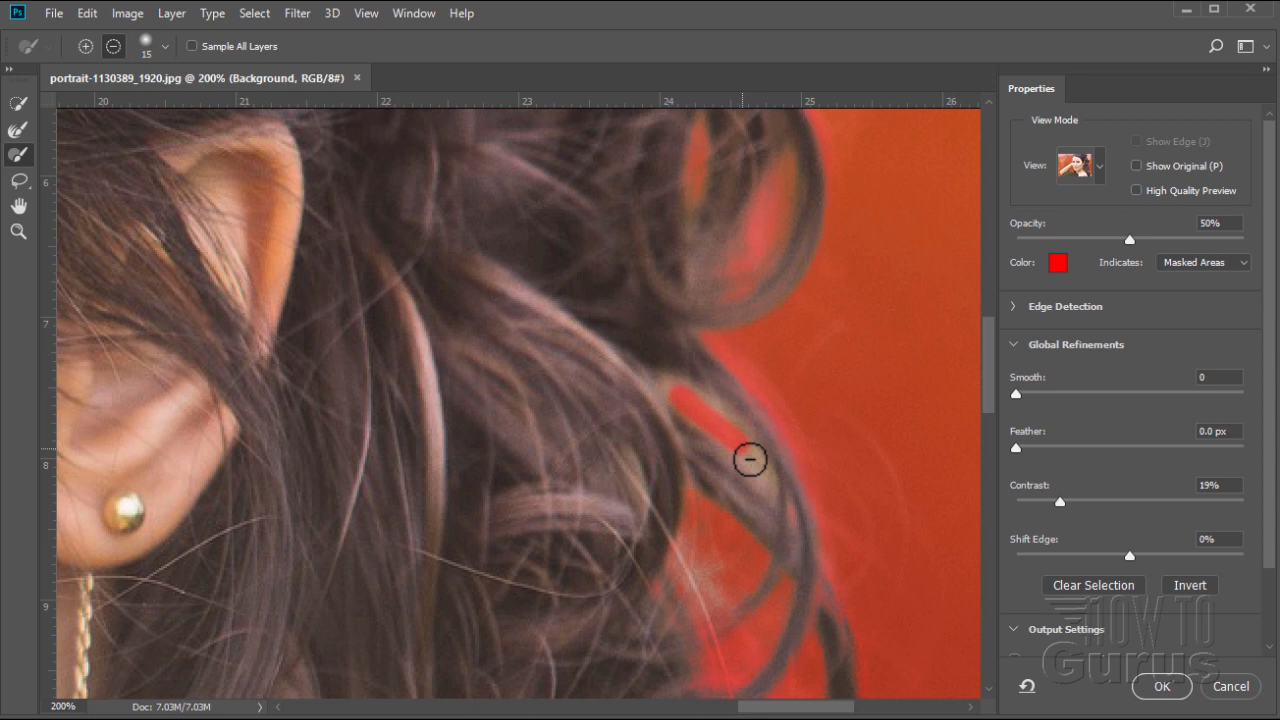 Ps File Edit Image Layer Type Select Filter 3D View Window Help
15 Sample All Layers
portrait-1130389_1920.jpg @ 200% (Background, RGB/8#) ×
Properties
20 21 22 23 24 25 26
View Mode
Show Edge (J)
View: Show Original (P)
High Quality Preview
6
Opacity: 50%
Color: Indicates: Masked Areas
Edge Detection
7
Global Refinements
Smooth: 0
Feather: 0.0 px
8
Contrast: 19%
Shift Edge: 0%
Clear Selection Invert
9
HOW TO
Output Settings
Gurus
OK Cancel
200% Doc: 7.03M/7.03M